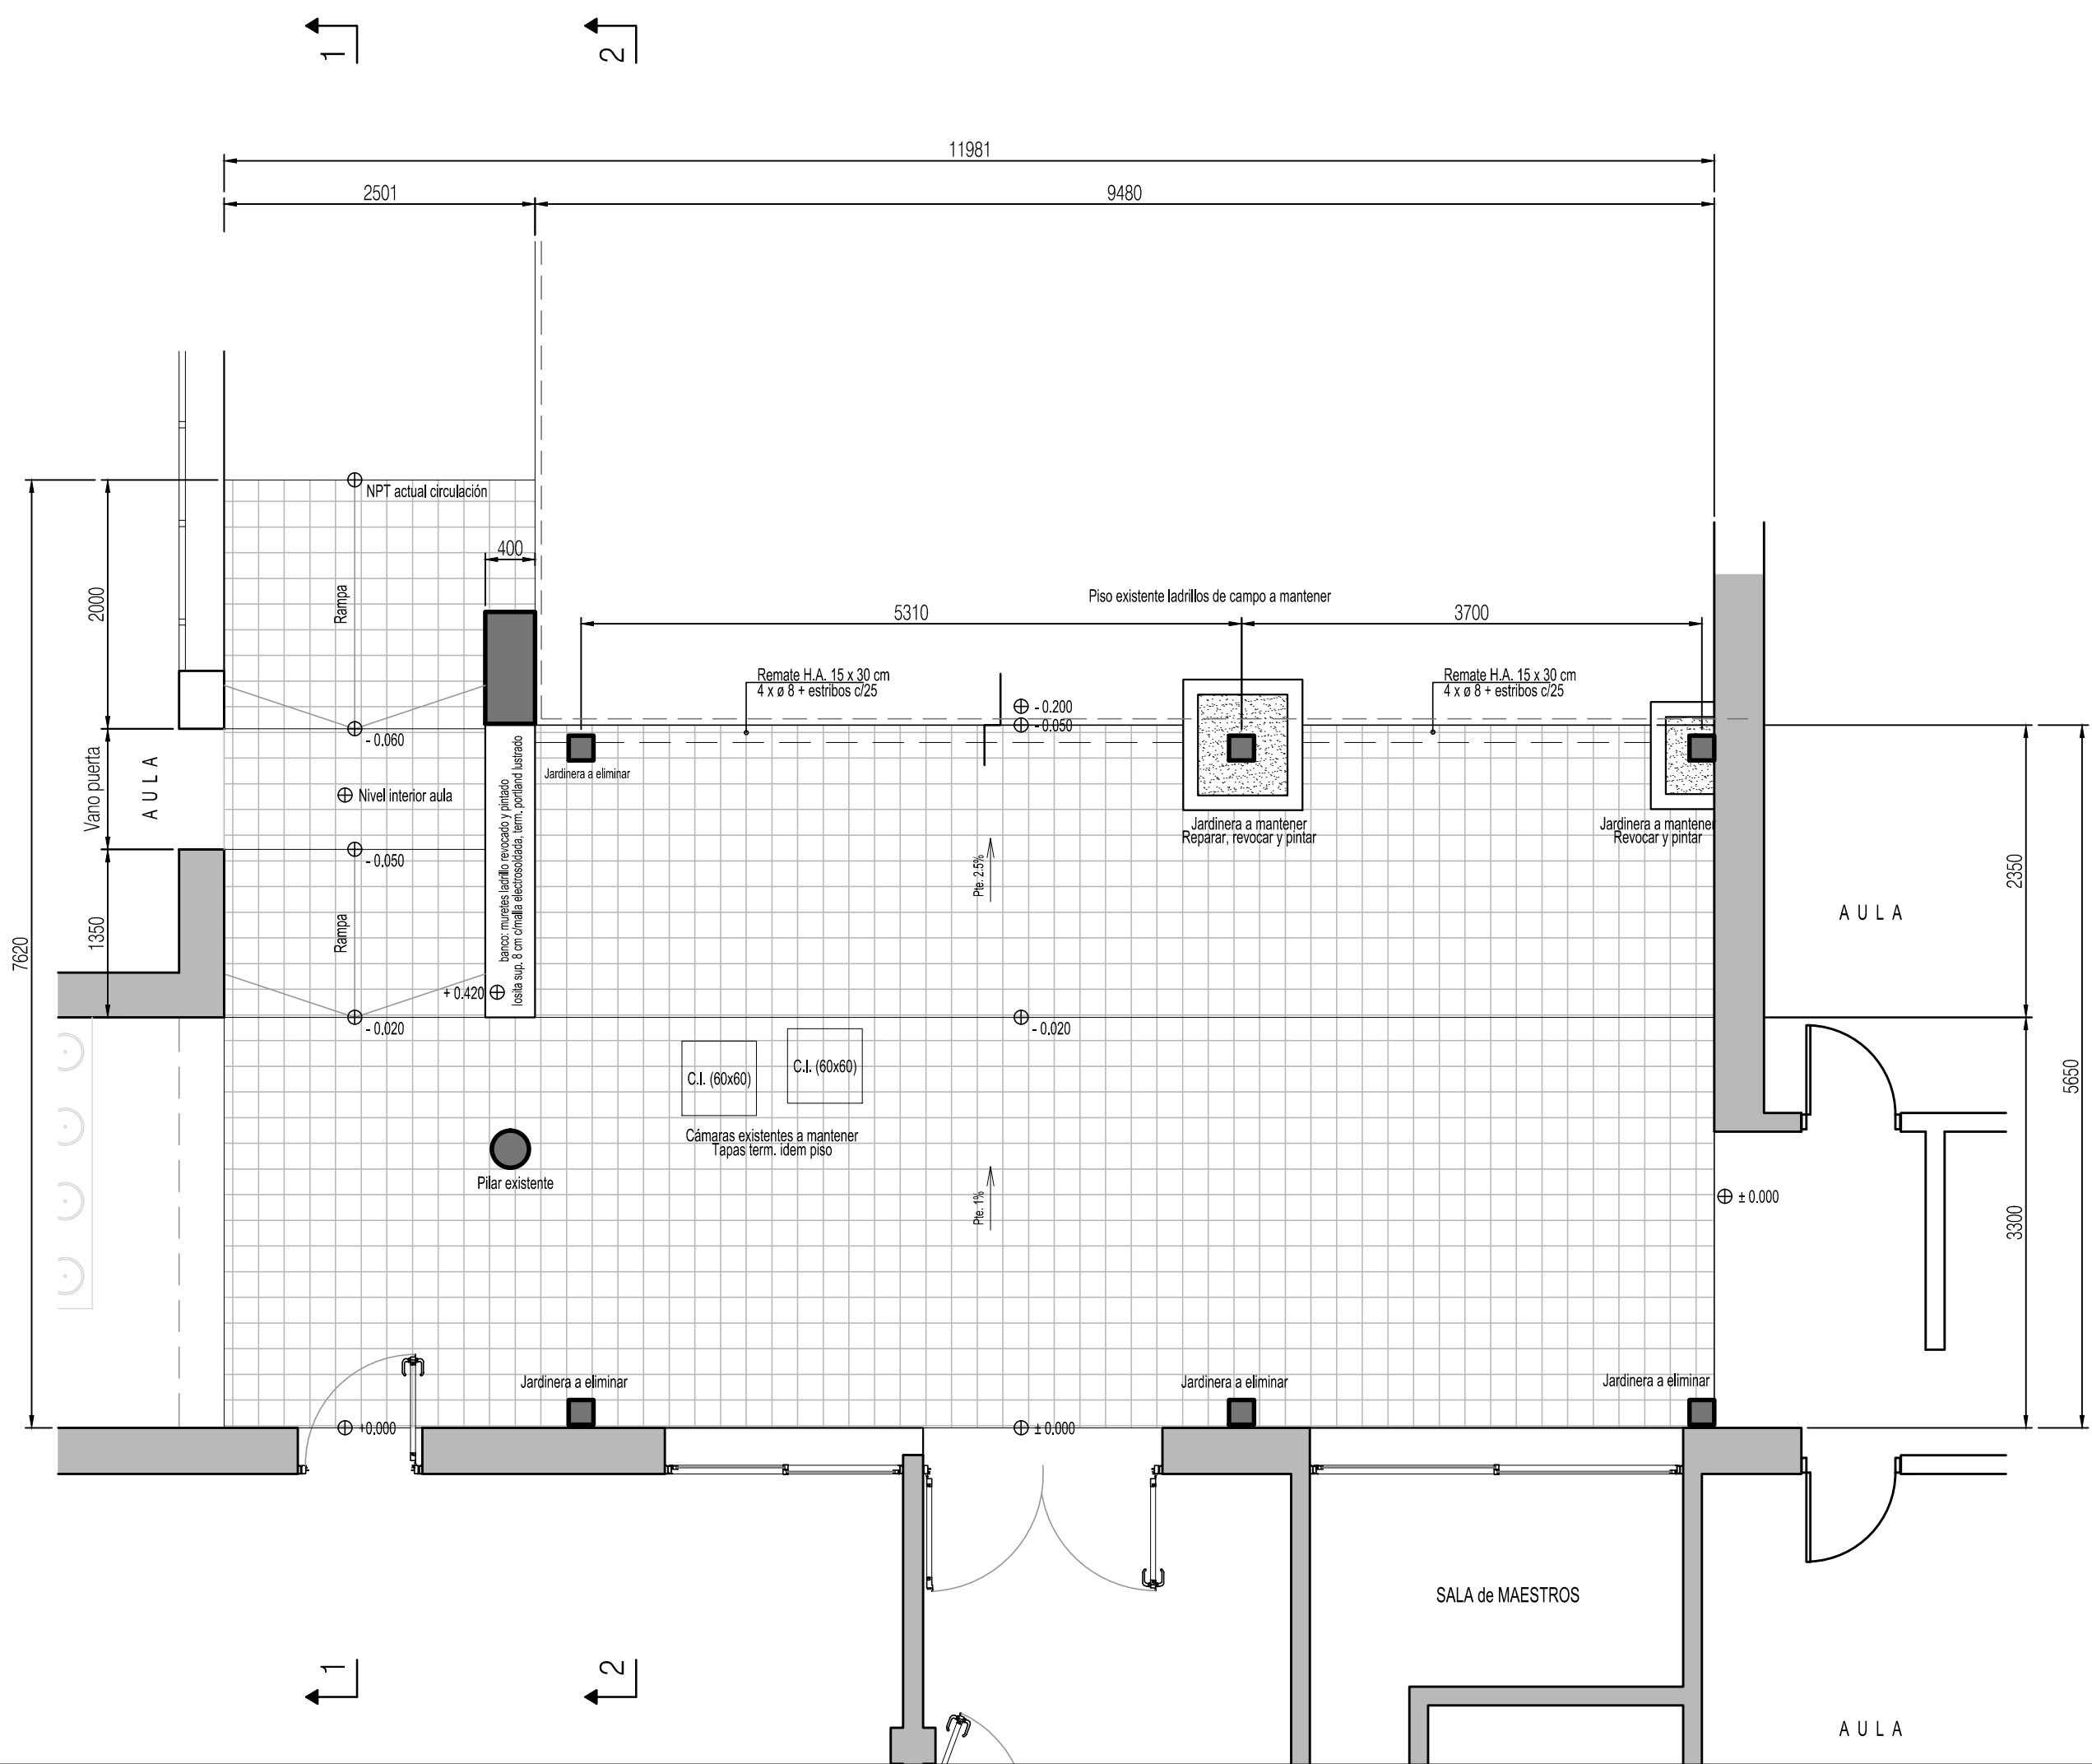 1
2
11981
2501
9480
NPT actual circulación
400
2000
Rampa
Piso existente ladrillos de campo a mantener
5310
3700
Remate H.A. 15 x 30 cm
4 x ø 8 + estribos c/25
Remate H.A. 15 x 30 cm
4 x ø 8 + estribos c/25
- 0.200
- 0.050
- 0.060
Vano puerta
AULA
Nivel interior aula
Jardinera a eliminar
banco: muretes ladrillo revocado y pintado
losita sup. 8 cm c/malla electrosoldada, term. portland lustrado
Jardinera a mantener
Reparar, revocar y pintar
Jardinera a mantener
Revocar y pintar
- 0.050
Pte. 2.5%
2350
AULA
7620
1350
Rampa
+ 0.420
- 0.020
- 0.020
C.I. (60x60)
C.I. (60x60)
5650
Cámaras existentes a mantener
Tapas term. idem piso
Pilar existente
Pte. 1%
± 0.000
3300
Jardinera a eliminar
Jardinera a eliminar
Jardinera a eliminar
+0.000
± 0.000
SALA de MAESTROS
1
2
AULA